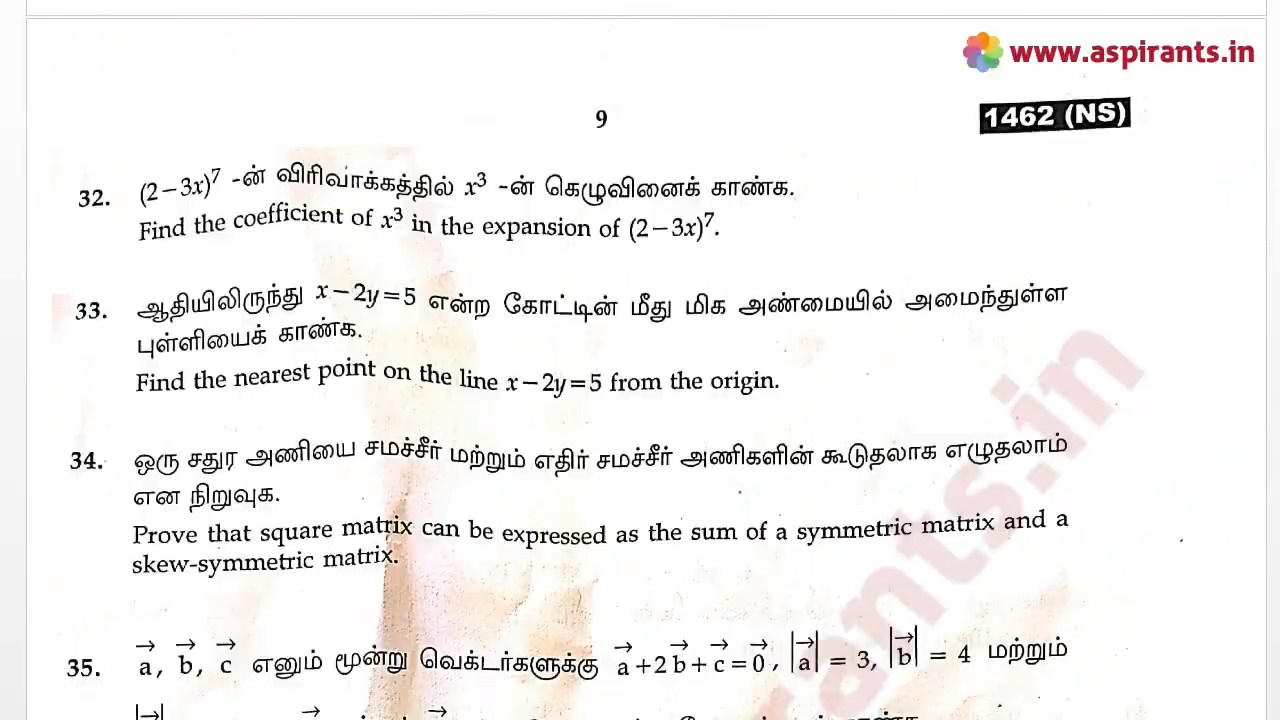 www.aspirants.in
9
1462 (NS)
32. (2−3x)⁷ -ன் விரிவாக்கத்தில் x³ -ன் கெழுவினைக் காண்க.
Find the coefficient of x³ in the expansion of (2−3x)⁷.
33. ஆதியிலிருந்து x−2y=5 என்ற கோட்டின் மீது மிக அண்மையில் அமைந்துள்ள
புள்ளியைக் காண்க.
Find the nearest point on the line x−2y=5 from the origin.
34. ஒரு சதுர அணியை சமச்சீர் மற்றும் எதிர் சமச்சீர் அணிகளின் கூடுதலாக எழுதலாம்
என நிறுவுக.
Prove that square matrix can be expressed as the sum of a symmetric matrix and a
skew-symmetric matrix.
35. a⃗, b⃗, c⃗ எனும் மூன்று வெக்டர்களுக்கு a⃗+2b⃗+c⃗=0⃗, |a⃗| = 3, |b⃗| = 4 மற்றும்